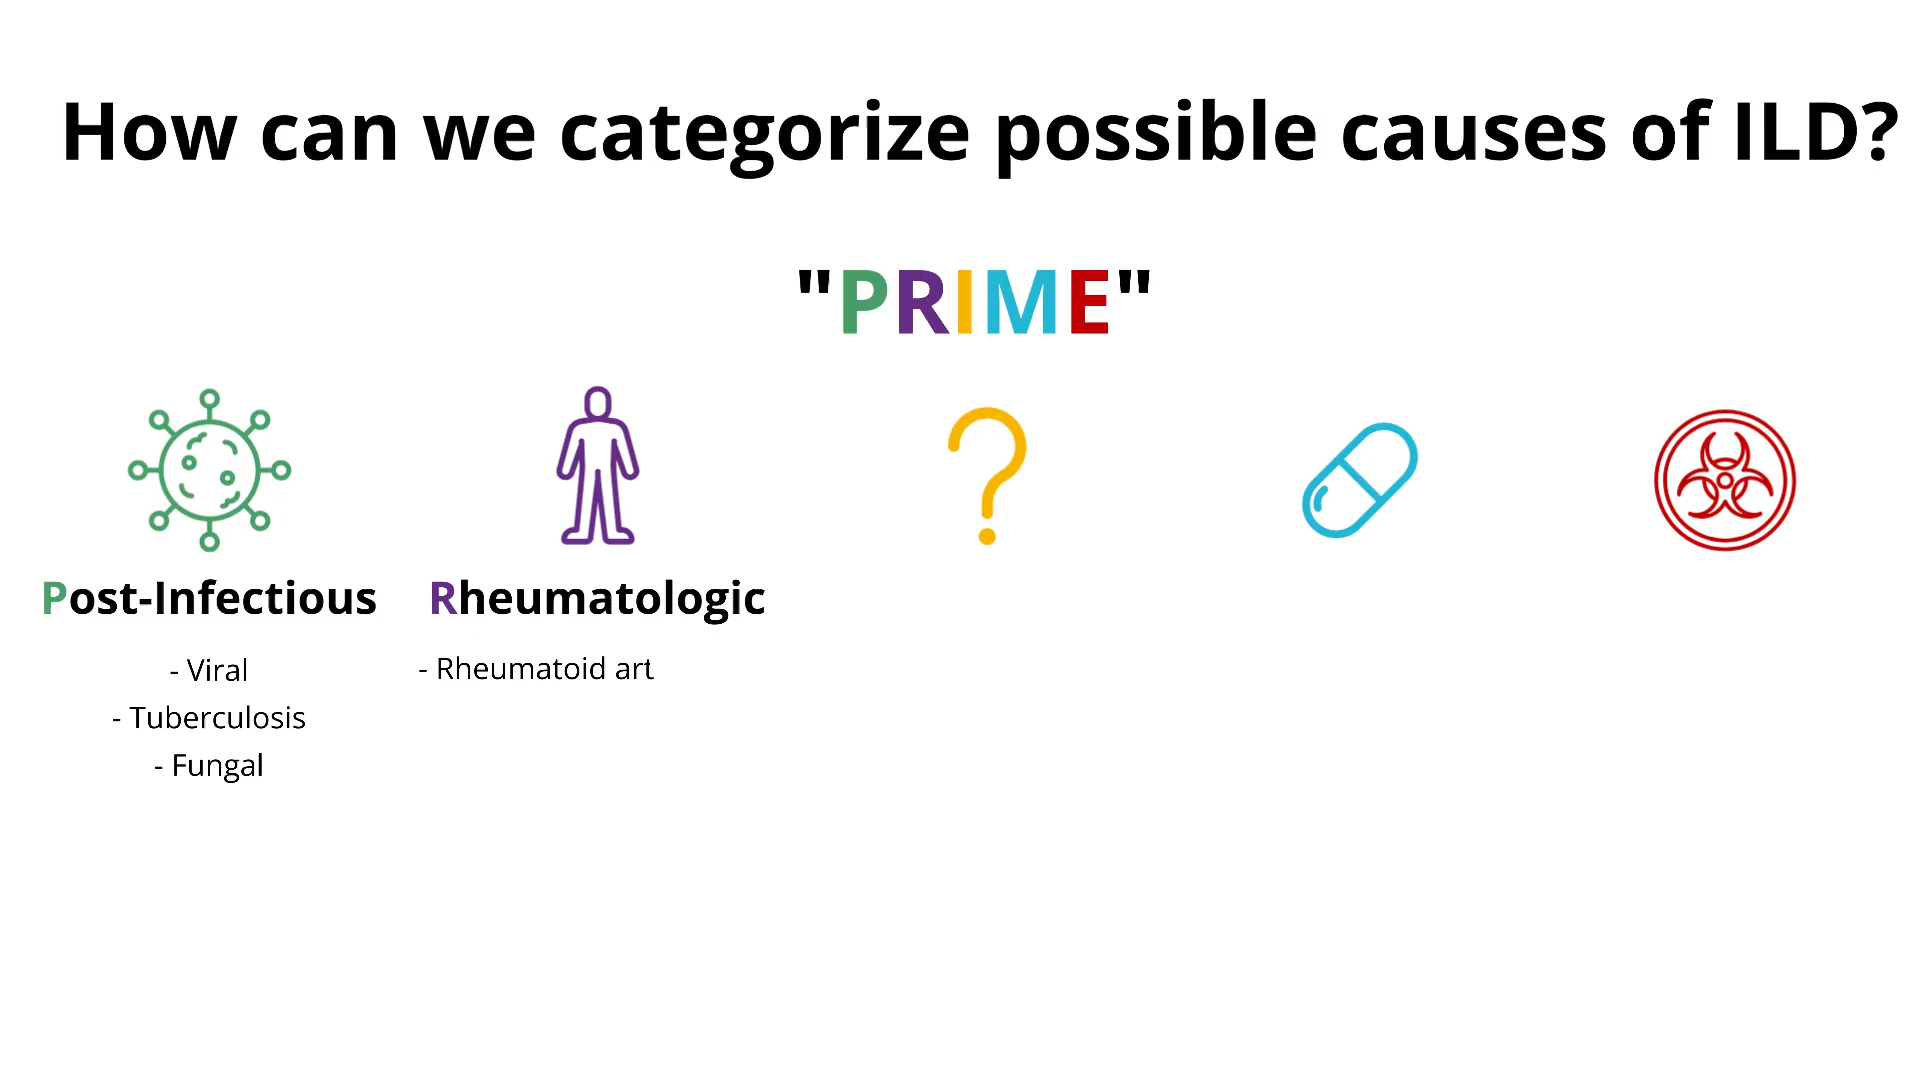 How can we categorize possible causes of ILD?
"PRIME"
Post-Infectious
- Viral
- Tuberculosis
- Fungal
Rheumatologic
- Rheumatoid art